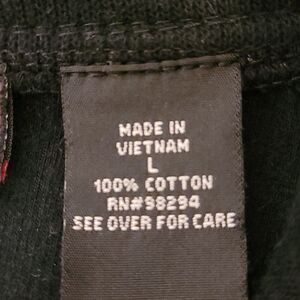 MADE IN
VIETNAM
L
100% COTTON
RN#98294
SEE OVER FOR CARE